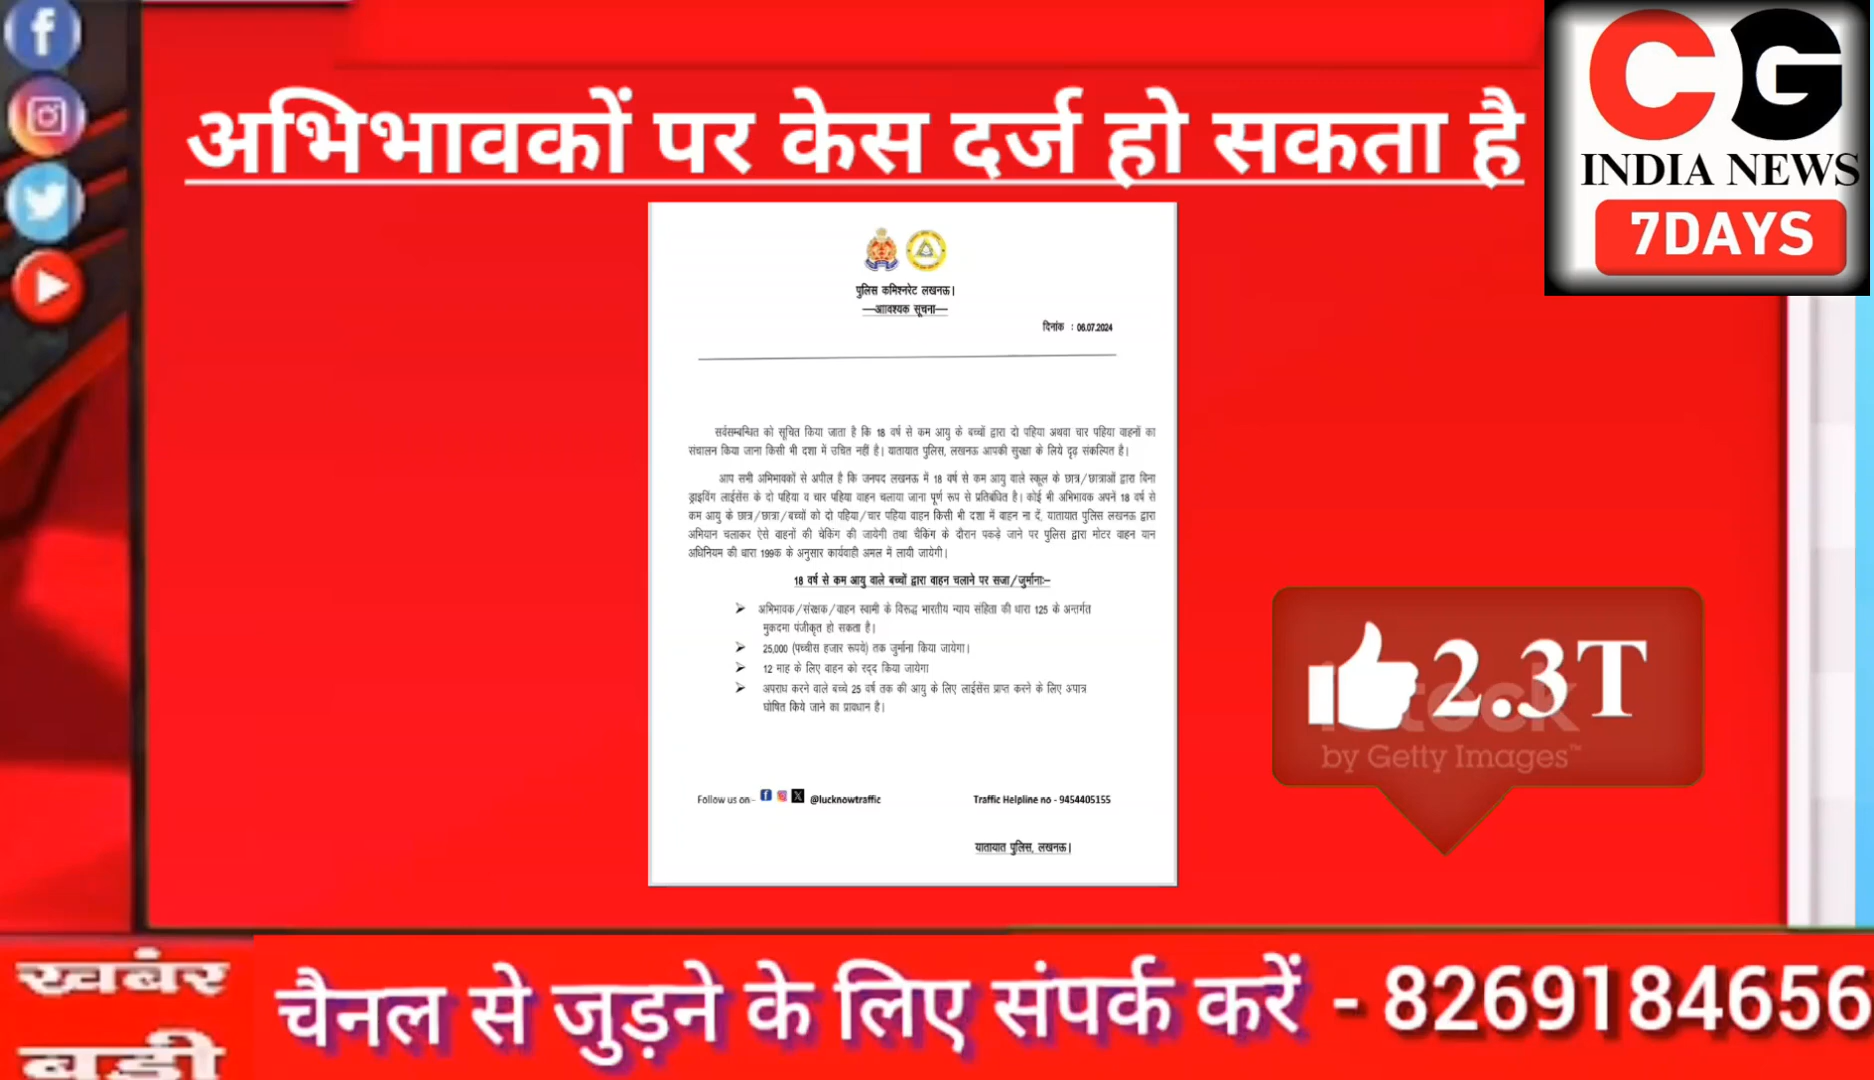 अभिभावकों पर केस दर्ज हो सकता है
CG
INDIA NEWS
7DAYS
पुलिस कमिश्नरेट लखनऊ।
—आावश्यक सूचना—
दिनांक : 06.07.2024
सर्वसम्बन्धित को सूचित किया जाता है कि 18 वर्ष से कम आयु के बच्चों द्वारा दो पहिया अथवा चार पहिया वाहनों का
संचालन किया जाना किसी भी दशा में उचित नहीं है। यातायात पुलिस, लखनऊ आपकी सुरक्षा के लिये दृढ़ संकल्पित है।
आप सभी अभिभावकों से अपील है कि जनपद लखनऊ में 18 वर्ष से कम आयु वाले स्कूल के छात्र/छात्राओं द्वारा बिना
ड्राइविंग लाईसेंस के दो पहिया व चार पहिया वाहन चलाया जाना पूर्ण रूप से प्रतिबंधित है। कोई भी अभिभावक अपनें 18 वर्ष से
कम आयु के छात्र/छात्रा/बच्चों को दो पहिया/चार पहिया वाहन किसी भी दशा में वाहन ना दें, यातायात पुलिस लखनऊ द्वारा
अभियान चलाकर ऐसे वाहनों की चेकिंग की जायेगी तथा चैकिंग के दौरान पकड़े जाने पर पुलिस द्वारा मोटर वाहन यान
अधिनियम की धारा 199क के अनुसार कार्यवाही अमल में लायी जायेगी।
18 वर्ष से कम आयु वाले बच्चों द्वारा वाहन चलाने पर सजा/जुर्मानाः-
➢ अभिभावक/संरक्षक/वाहन स्वामी के विरूद्ध भारतीय न्याय संहिता की धारा 125 के अन्तर्गत
मुकदमा पंजीकृत हो सकता है।
➢ 25,000 (पच्चीस हजार रूपये) तक जुर्माना किया जायेगा।
➢ 12 माह के लिए वाहन को रद्द किया जायेगा
➢ अपराध करने वाले बच्चे 25 वर्ष तक की आयु के लिए लाईसेंस प्राप्त करने के लिए अपात्र
घोषित किये जाने का प्रावधान है।
Follow us on- @lucknowtraffic
Traffic Helpline no - 9454405155
यातायात पुलिस, लखनऊ।
2.3T
by Getty Images™
खबंर
बडी
चैनल से जुड़ने के लिए संपर्क करें - 8269184656